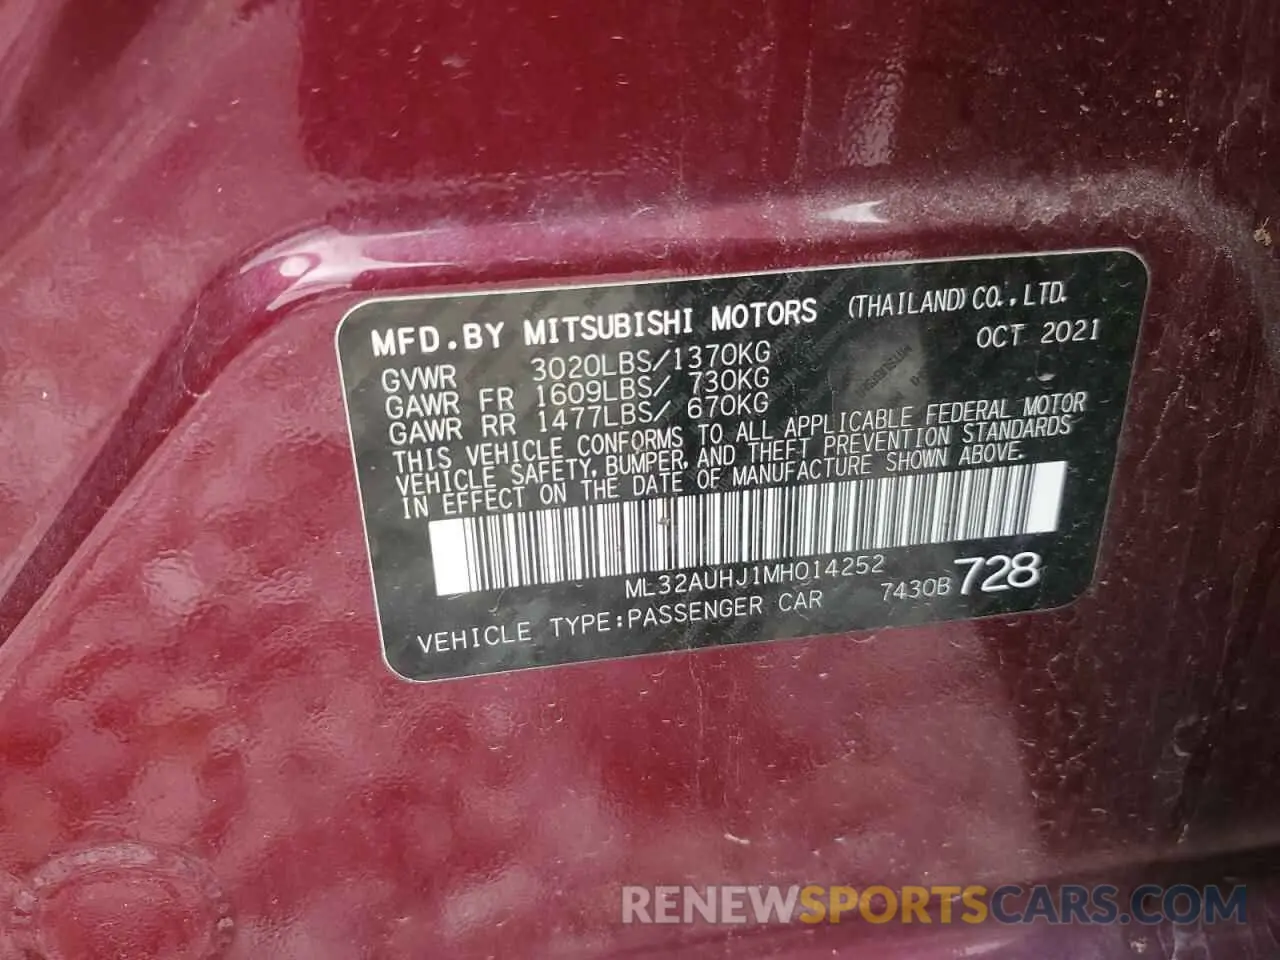 MFD.BY MITSUBISHI MOTORS (THAILAND) CO.,LTD.
OCT 2021
GVWR 3020LBS/1370KG
GAWR FR 1609LBS/ 730KG
GAWR RR 1477LBS/ 670KG
THIS VEHICLE CONFORMS TO ALL APPLICABLE FEDERAL MOTOR
VEHICLE SAFETY, BUMPER, AND THEFT PREVENTION STANDARDS
IN EFFECT ON THE DATE OF MANUFACTURE SHOWN ABOVE.
ML32AUHJ1MH014252
VEHICLE TYPE:PASSENGER CAR 7430B 728
RENEWSPORTSCARS.COM